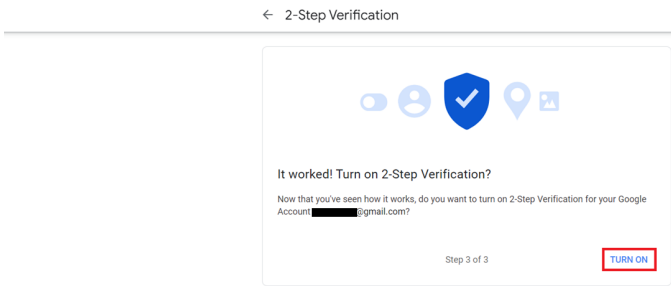 2-Step Verification
It worked! Turn on 2-Step Verification?
Now that you've seen how it works, do you want to turn on 2-Step Verification for your Google
Account @gmail.com?
Step 3 of 3
TURN ON